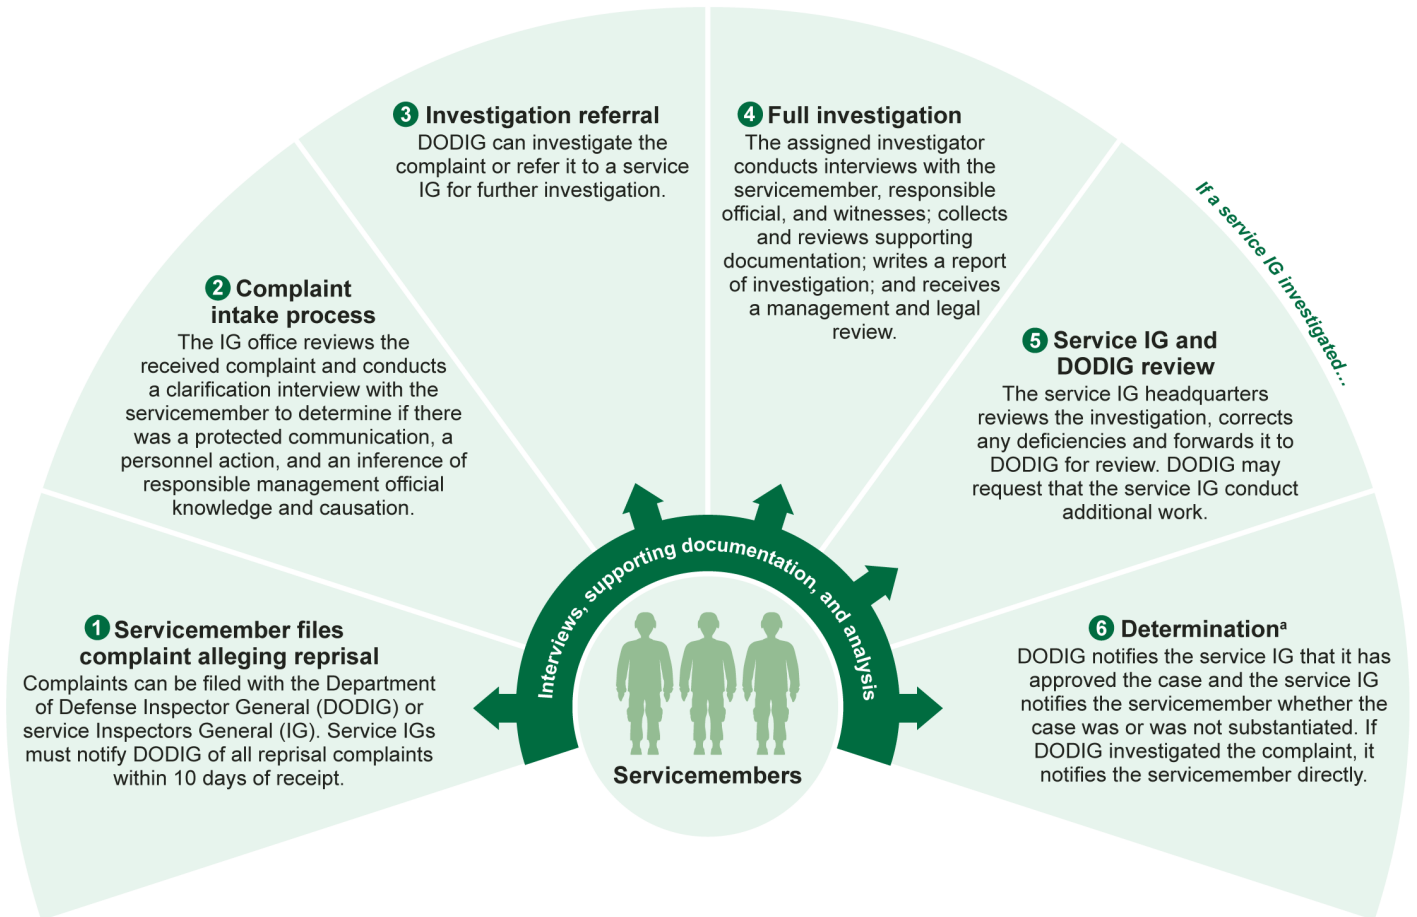 1 Servicemember files
complaint alleging reprisal
Complaints can be filed with the Department
of Defense Inspector General (DODIG) or
service Inspectors General (IG). Service IGs
must notify DODIG of all reprisal complaints
within 10 days of receipt.
2 Complaint
intake process
The IG office reviews the
received complaint and conducts
a clarification interview with the
servicemember to determine if there
was a protected communication, a
personnel action, and an inference of
responsible management official
knowledge and causation.
3 Investigation referral
DODIG can investigate the
complaint or refer it to a service
IG for further investigation.
4 Full investigation
The assigned investigator
conducts interviews with the
servicemember, responsible
official, and witnesses; collects
and reviews supporting
documentation; writes a report
of investigation; and receives
a management and legal
review.
If a service IG investigated...
5 Service IG and
DODIG review
The service IG headquarters
reviews the investigation, corrects
any deficiencies and forwards it to
DODIG for review. DODIG may
request that the service IG conduct
additional work.
6 Determinationᵃ
DODIG notifies the service IG that it has
approved the case and the service IG
notifies the servicemember whether the
case was or was not substantiated. If
DODIG investigated the complaint, it
notifies the servicemember directly.
Interviews, supporting documentation, and analysis
Servicemembers